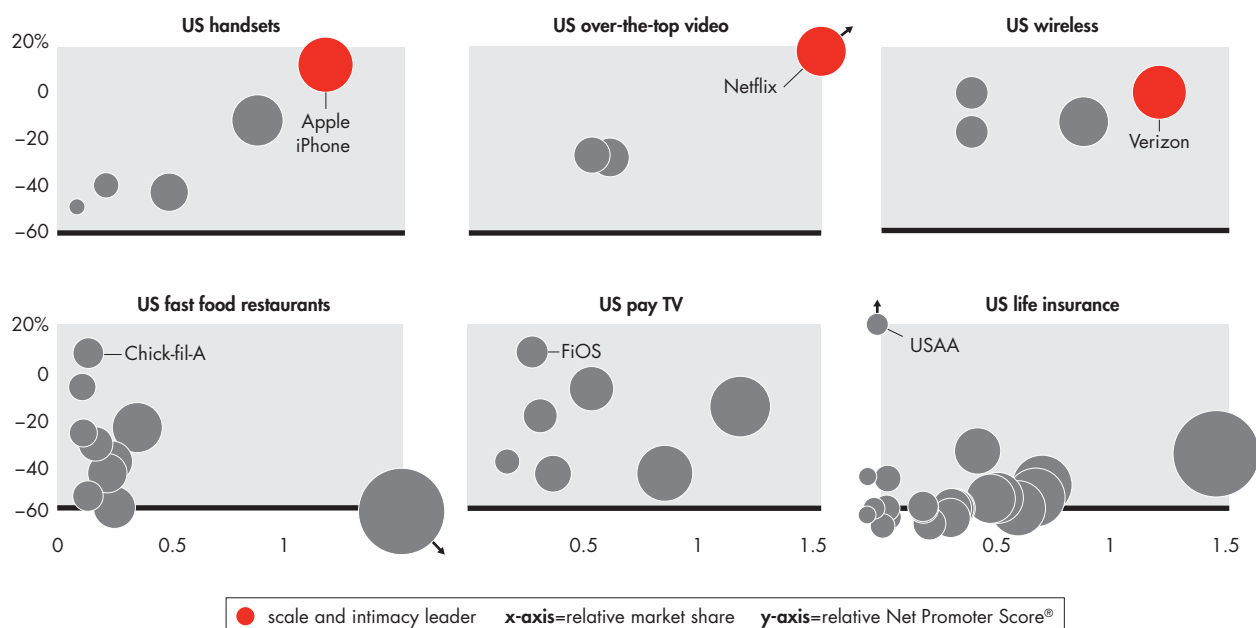 US handsets
US over-the-top video
US wireless
20%
0
−20
−40
−60
Apple
iPhone
Netflix
Verizon
US fast food restaurants
US pay TV
US life insurance
20%
0
−20
−40
−60
Chick-fil-A
FiOS
USAA
0 0.5 1
0.5 1 1.5
0.5 1 1.5
scale and intimacy leader x-axis=relative market share y-axis=relative Net Promoter Score®